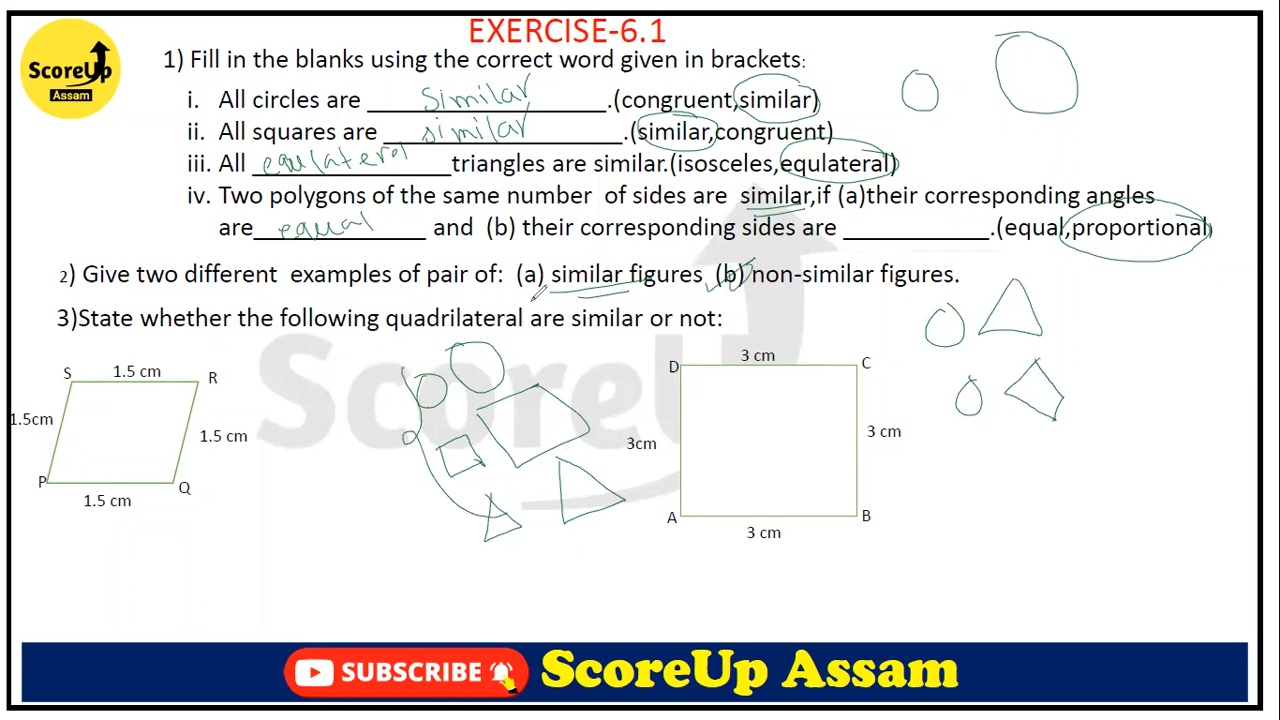 EXERCISE-6.1
ScoreUp
Assam
1) Fill in the blanks using the correct word given in brackets:
i. All circles are similar.(congruent,similar)
ii. All squares are similar.(similar,congruent)
iii. All equlateral triangles are similar.(isosceles,equlateral)
iv. Two polygons of the same number of sides are similar,if (a)their corresponding angles
are equal and (b) their corresponding sides are ____________.(equal,proportional)
2) Give two different examples of pair of: (a) similar figures (b) non-similar figures.
3)State whether the following quadrilateral are similar or not:
S 1.5 cm R
1.5cm
1.5 cm
P
Q
1.5 cm
D 3 cm C
3cm
3 cm
A
B
3 cm
ScoreUp
SUBSCRIBE ScoreUp Assam